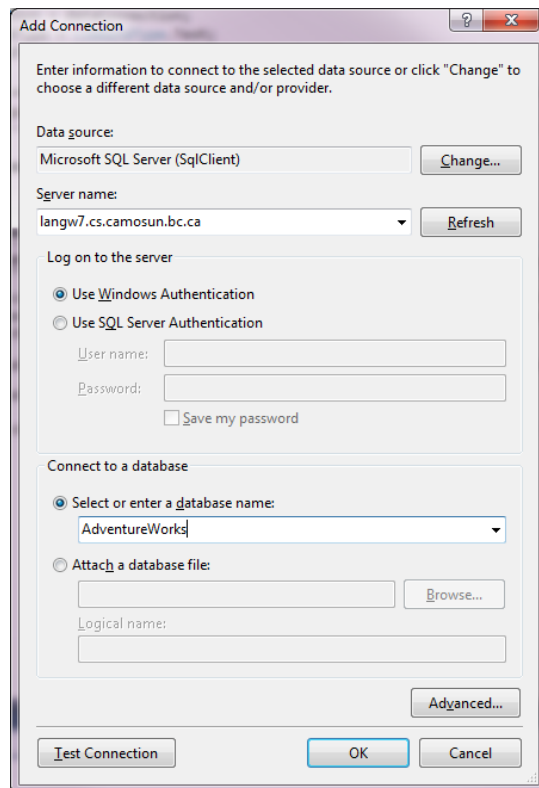 Add Connection
?
Enter information to connect to the selected data source or click "Change" to
choose a different data source and/or provider.
Data source:
Microsoft SQL Server (SqlClient)
Change...
Server name:
langw7.cs.camosun.bc.ca
Refresh
Log on to the server
Use Windows Authentication
Use SQL Server Authentication
User name:
Password:
Save my password
Connect to a database
Select or enter a database name:
AdventureWorks
Attach a database file:
Browse...
Logical name:
Advanced...
Test Connection
OK
Cancel